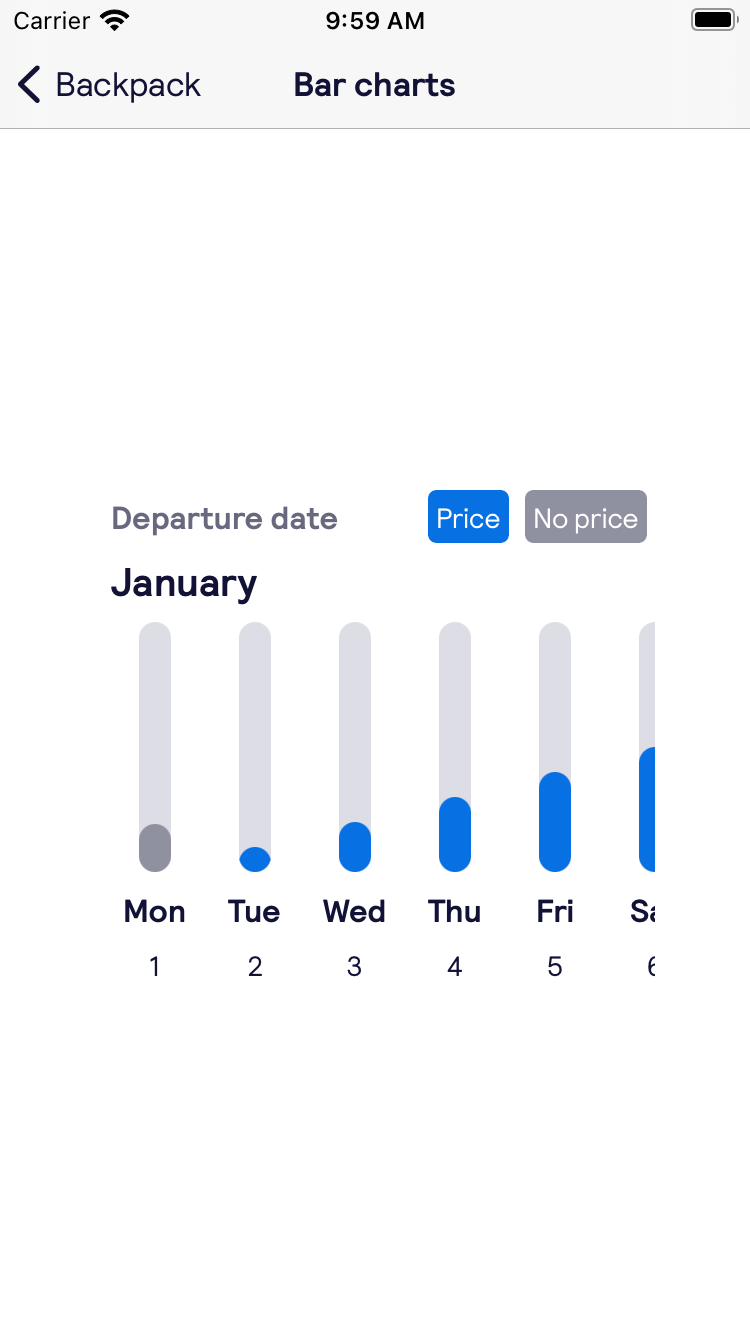 Carrier 9:59 AM
Backpack Bar charts
Departure date Price No price
January
Mon Tue Wed Thu Fri
1 2 3 4 5